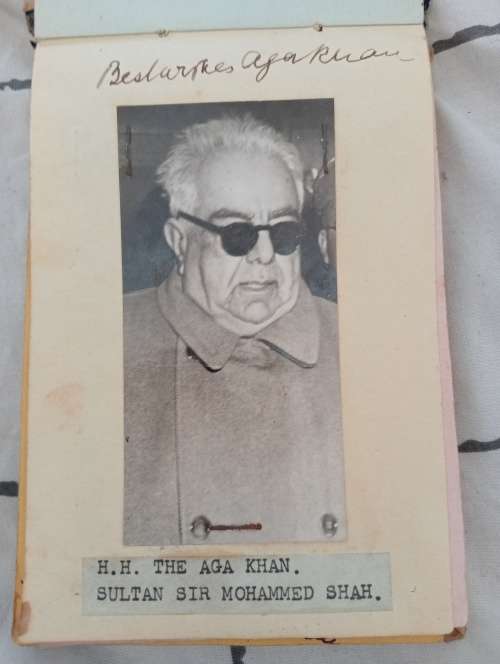 Best wishes Aga Khan
H.H. THE AGA KHAN.
SULTAN SIR MOHAMMED SHAH.